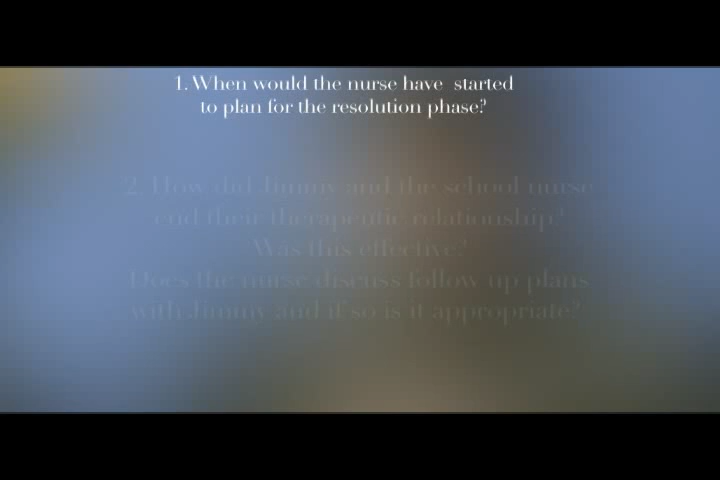 1. When would the nurse have started
to plan for the resolution phase?
2. How did Jimmy and the school nurse
end their therapeutic relationship?
Was this effective?
Does the nurse discuss follow up plans
with Jimmy and if so is it appropriate?